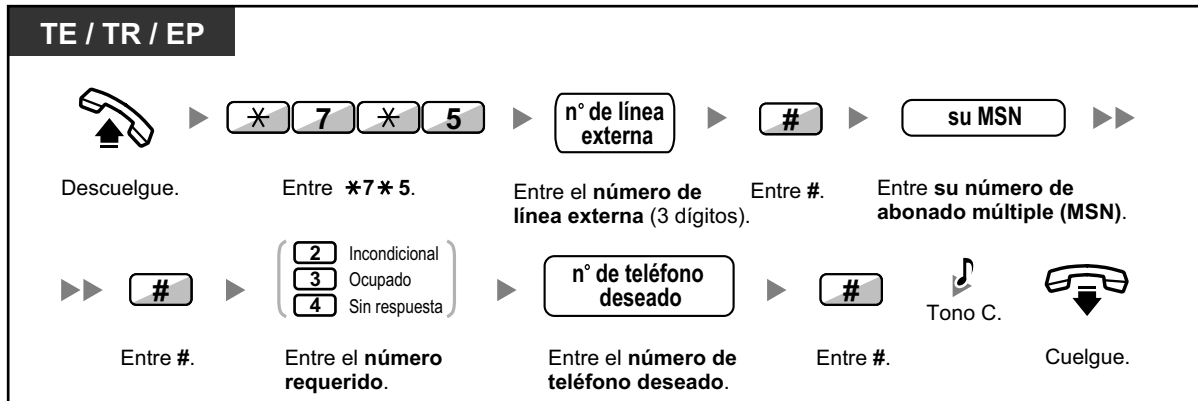 TE / TR / EP
* 7 * 5
n° de línea
externa
#
su MSN
Descuelgue.
Entre *7* 5.
Entre el número de
línea externa (3 dígitos).
Entre #.
Entre su número de
abonado múltiple (MSN).
#
2 Incondicional
3 Ocupado
4 Sin respuesta
n° de teléfono
deseado
#
Tono C.
Entre #.
Entre el número
requerido.
Entre el número de
teléfono deseado.
Entre #.
Cuelgue.